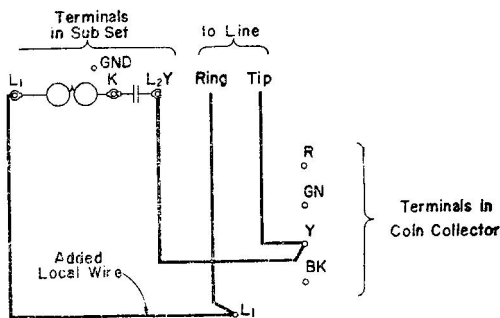 Terminals
in Sub Set
to Line
L₁
GND
K
L₂Y
Ring
Tip
R
GN
Y
BK
Terminals in
Coin Collector
Added
Local Wire
L₁